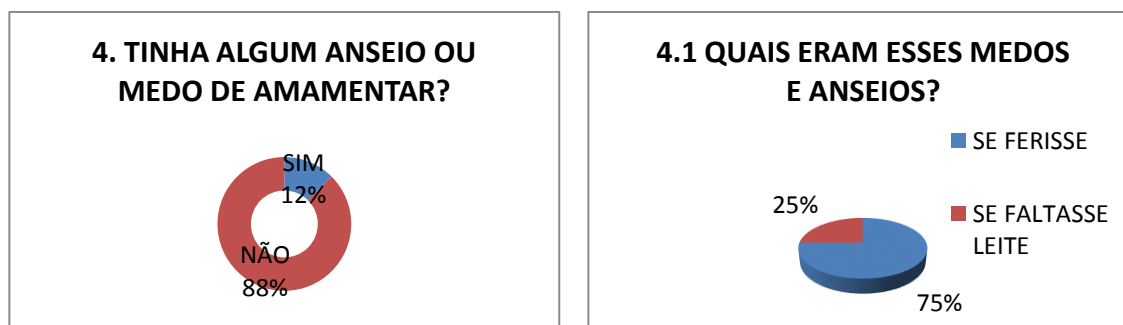 4. TINHA ALGUM ANSEIO OU
MEDO DE AMAMENTAR?
SIM
12%
NÃO
88%
4.1 QUAIS ERAM ESSES MEDOS
E ANSEIOS?
SE FERISSE
SE FALTASSE
LEITE
25%
75%